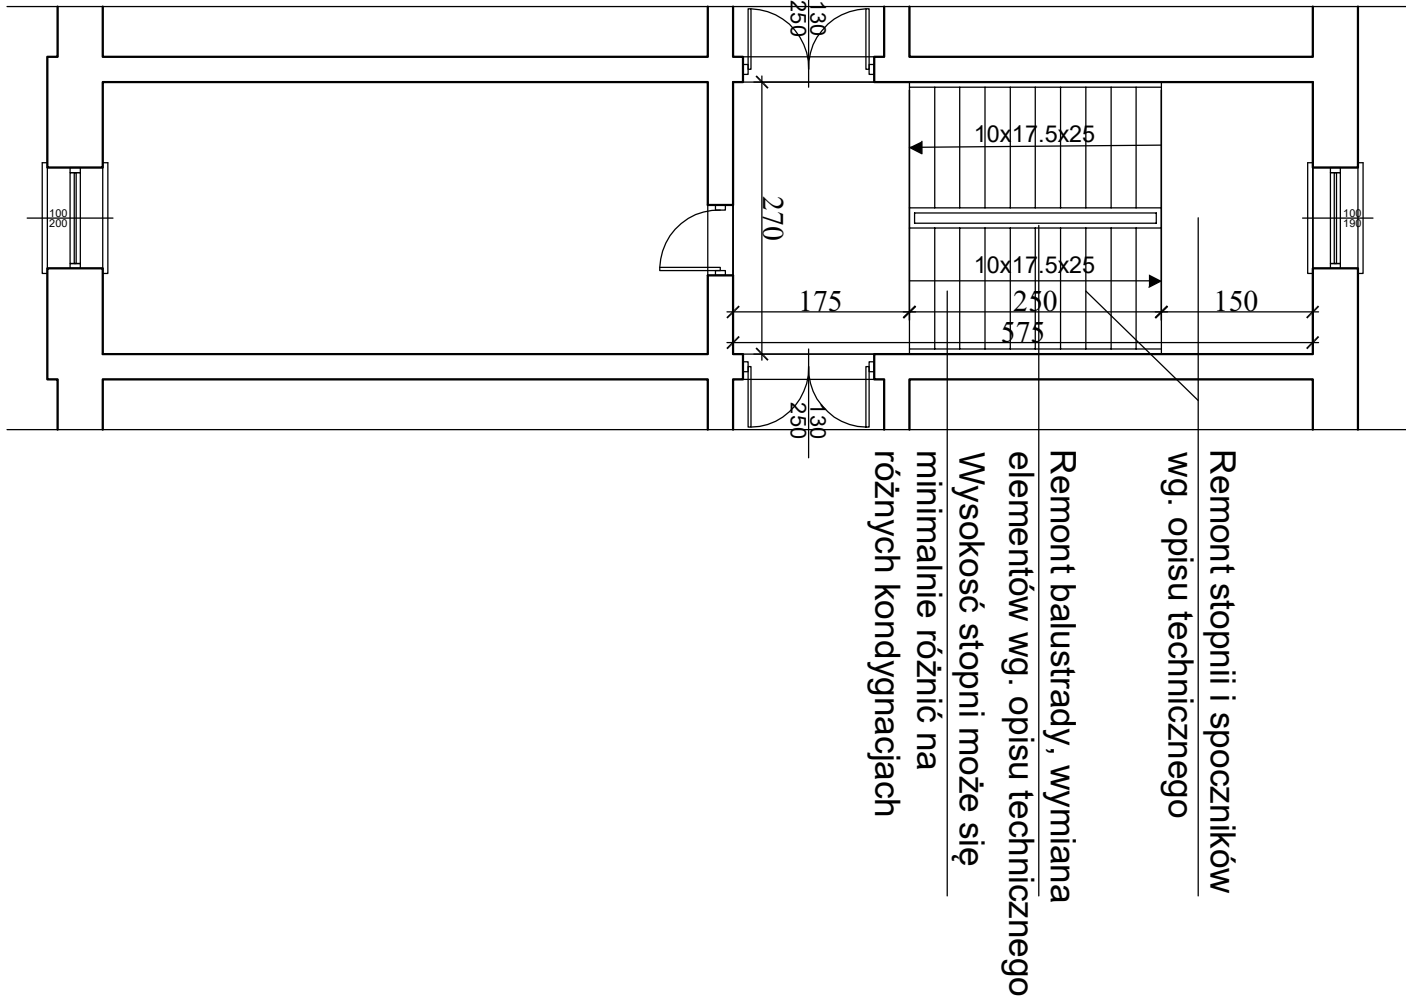 130
250
10x17.5x25
100
200
270
100
190
10x17.5x25
175
250
150
575
130
250
Remont stopnii i spoczników
wg. opisu technicznego
Remont balustrady, wymiana
elementów wg. opisu technicznego
Wysokosć stopni może się
minimalnie różnić na
różnych kondygnacjach